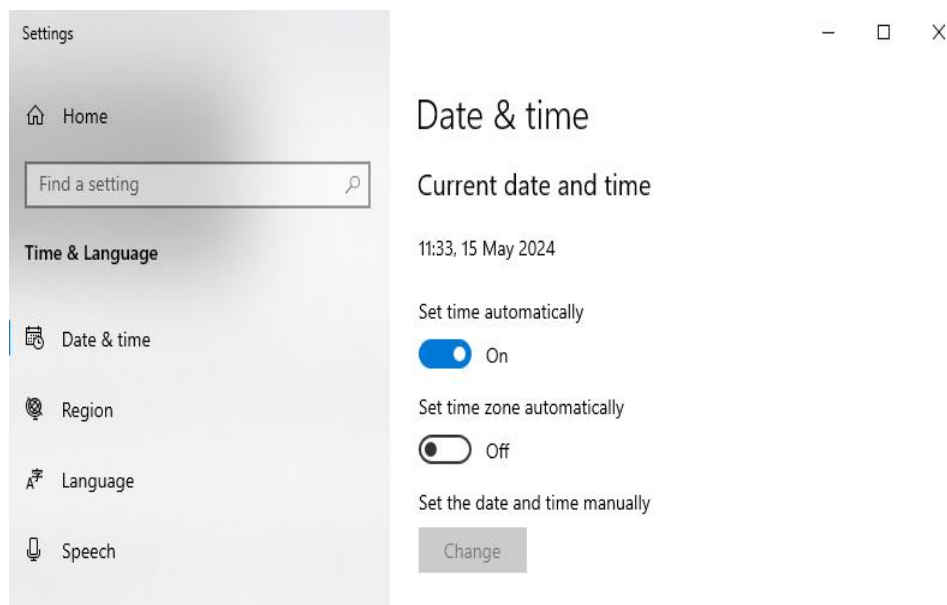 Settings
Home
Find a setting
Time & Language
Date & time
Region
Language
Speech
Date & time
Current date and time
11:33, 15 May 2024
Set time automatically
On
Set time zone automatically
Off
Set the date and time manually
Change